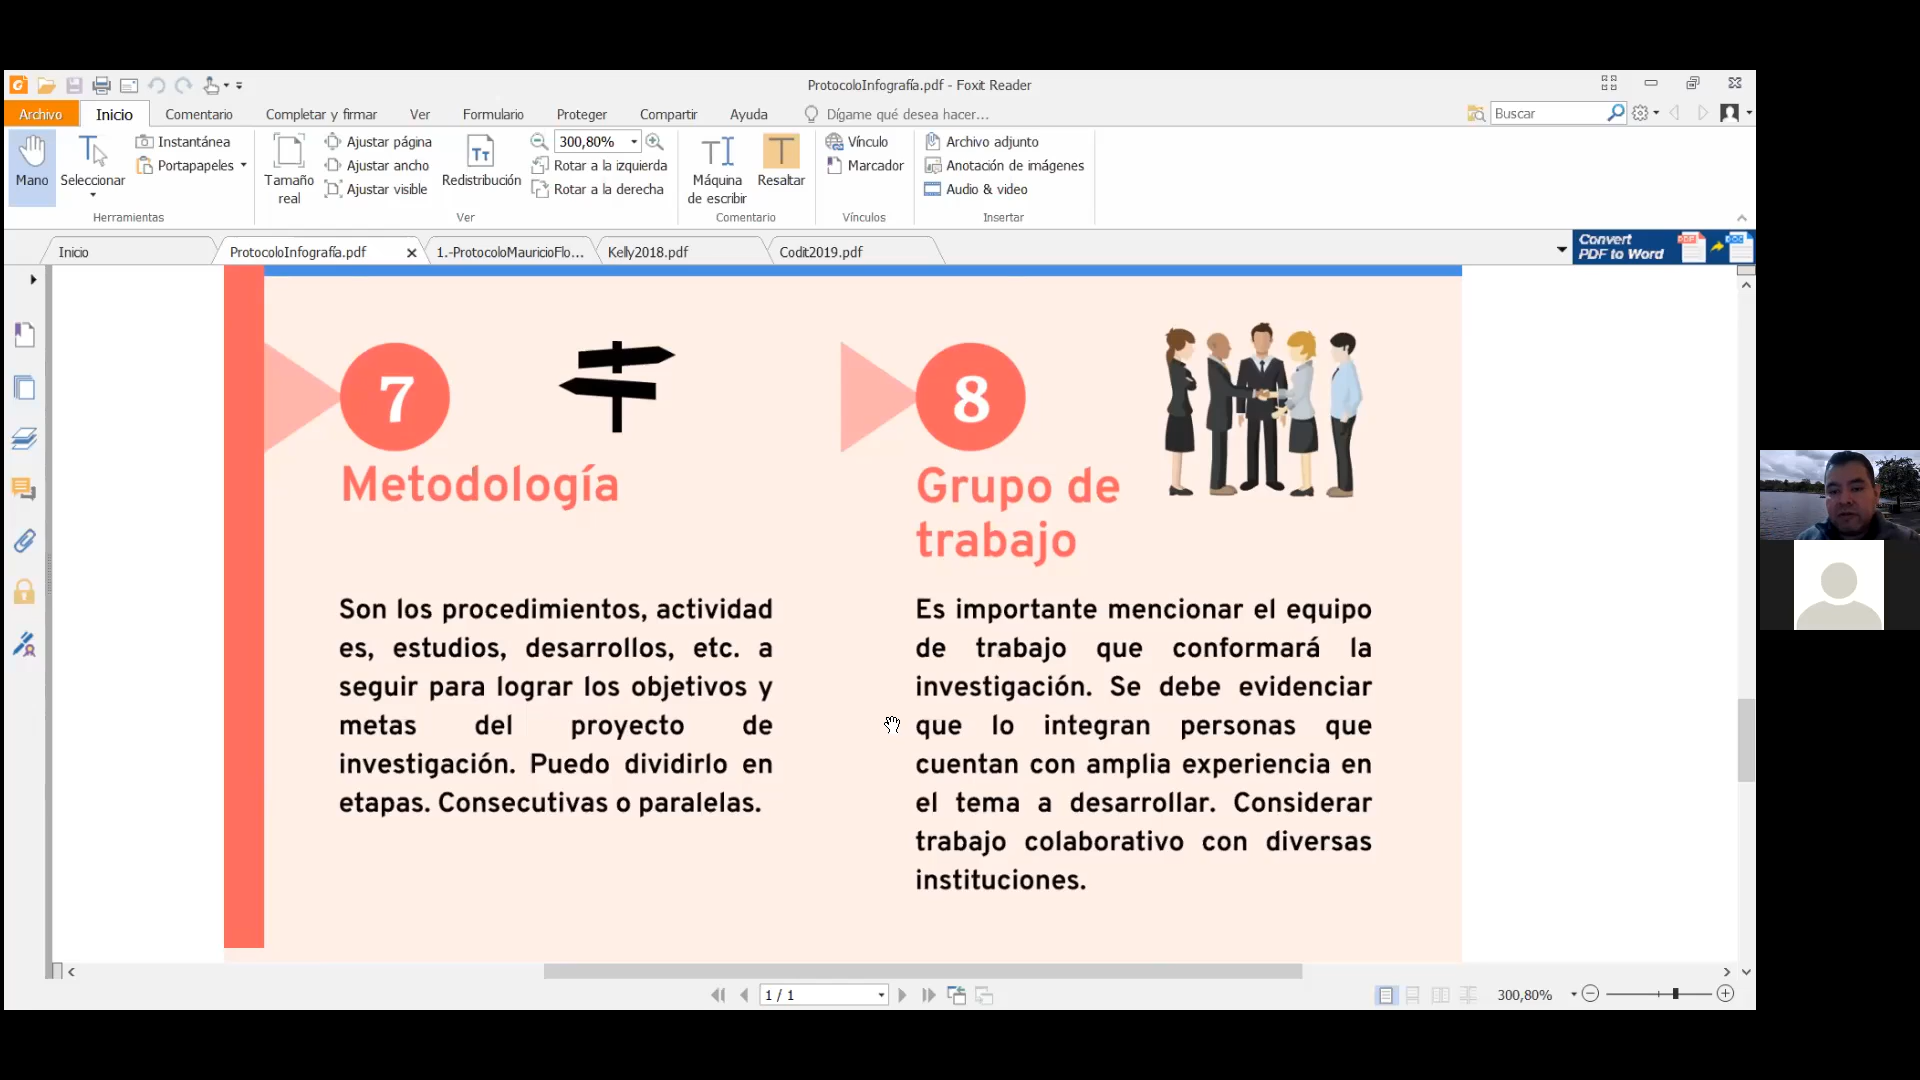 ProtocoloInfografía.pdf - Foxit Reader
Archivo
Inicio
Comentario
Completar y firmar
Ver
Formulario
Proteger
Compartir
Ayuda
Dígame qué desea hacer...
Buscar
Mano
Seleccionar
Instantánea
Portapapeles
Herramientas
Tamaño
real
Ajustar página
Ajustar ancho
Ajustar visible
Redistribución
300,80%
Rotar a la izquierda
Rotar a la derecha
Ver
Máquina
de escribir
Resaltar
Comentario
Vínculo
Marcador
Vínculos
Archivo adjunto
Anotación de imágenes
Audio & video
Insertar
Inicio
ProtocoloInfografía.pdf
1.-ProtocoloMauricioFlo...
Kelly2018.pdf
Codit2019.pdf
Convert
PDF to Word
7
Metodología
Son los procedimientos, actividad
es, estudios, desarrollos, etc. a
seguir para lograr los objetivos y
metas del proyecto de
investigación. Puedo dividirlo en
etapas. Consecutivas o paralelas.
8
Grupo de
trabajo
Es importante mencionar el equipo
de trabajo que conformará la
investigación. Se debe evidenciar
que lo integran personas que
cuentan con amplia experiencia en
el tema a desarrollar. Considerar
trabajo colaborativo con diversas
instituciones.
1 / 1
300,80%